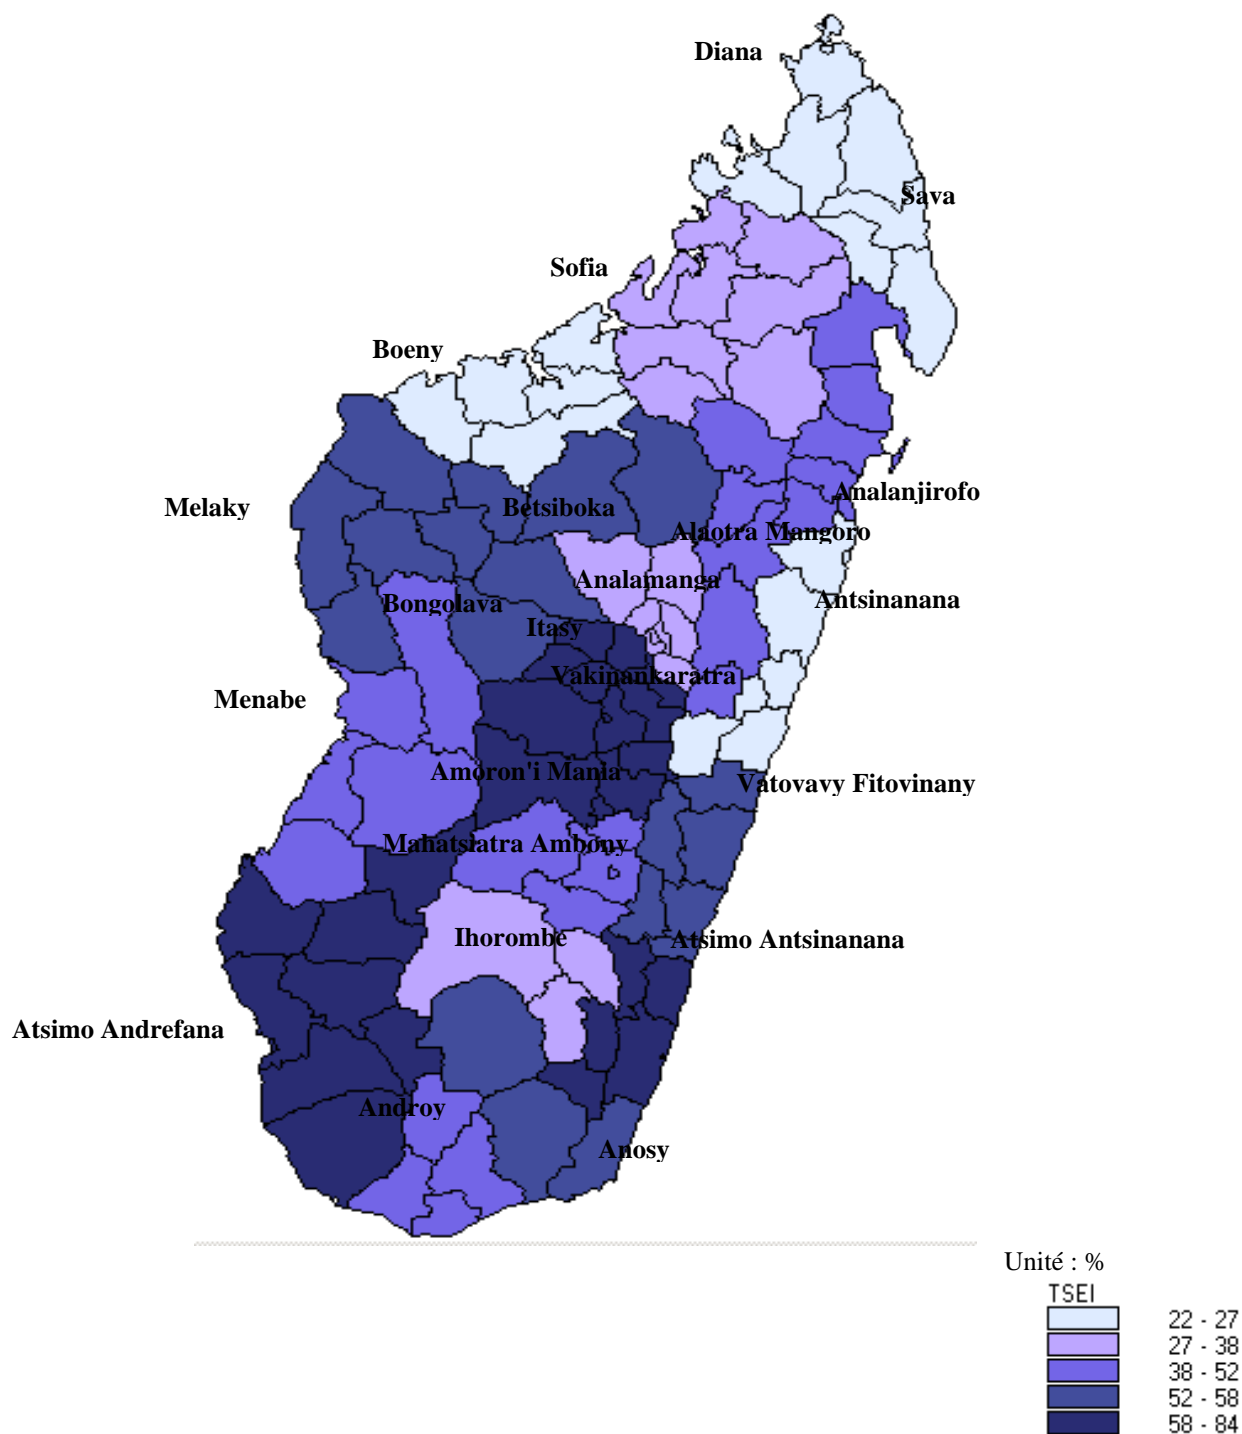 Diana
Sava
Sofia
Boeny
Analanjirofo
Melaky
Betsiboka
Alaotra Mangoro
Analamanga
Antsinanana
Bongolava
Itasy
Vakinankaratra
Menabe
Amoron'i Mania
Vatovavy Fitovinany
Mahatsiatra Ambony
Ihorombe
Atsimo Antsinanana
Atsimo Andrefana
Androy
Anosy
Unité : %
TSEI
22 - 27
27 - 38
38 - 52
52 - 58
58 - 84